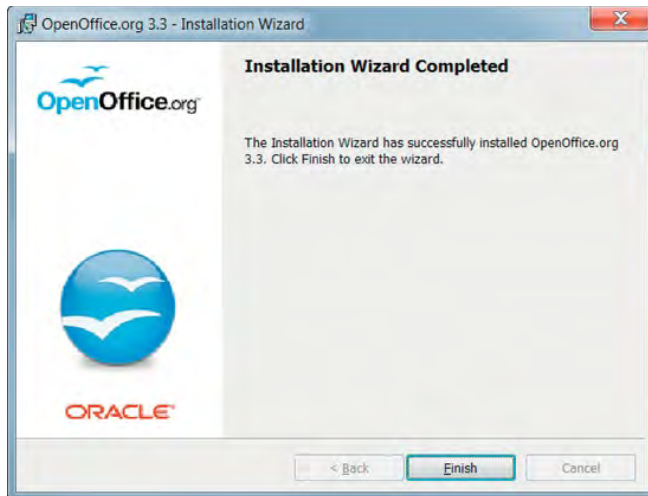 OpenOffice.org 3.3 - Installation Wizard
OpenOffice.org
Installation Wizard Completed
The Installation Wizard has successfully installed OpenOffice.org
3.3. Click Finish to exit the wizard.
ORACLE
< Back
Finish
Cancel